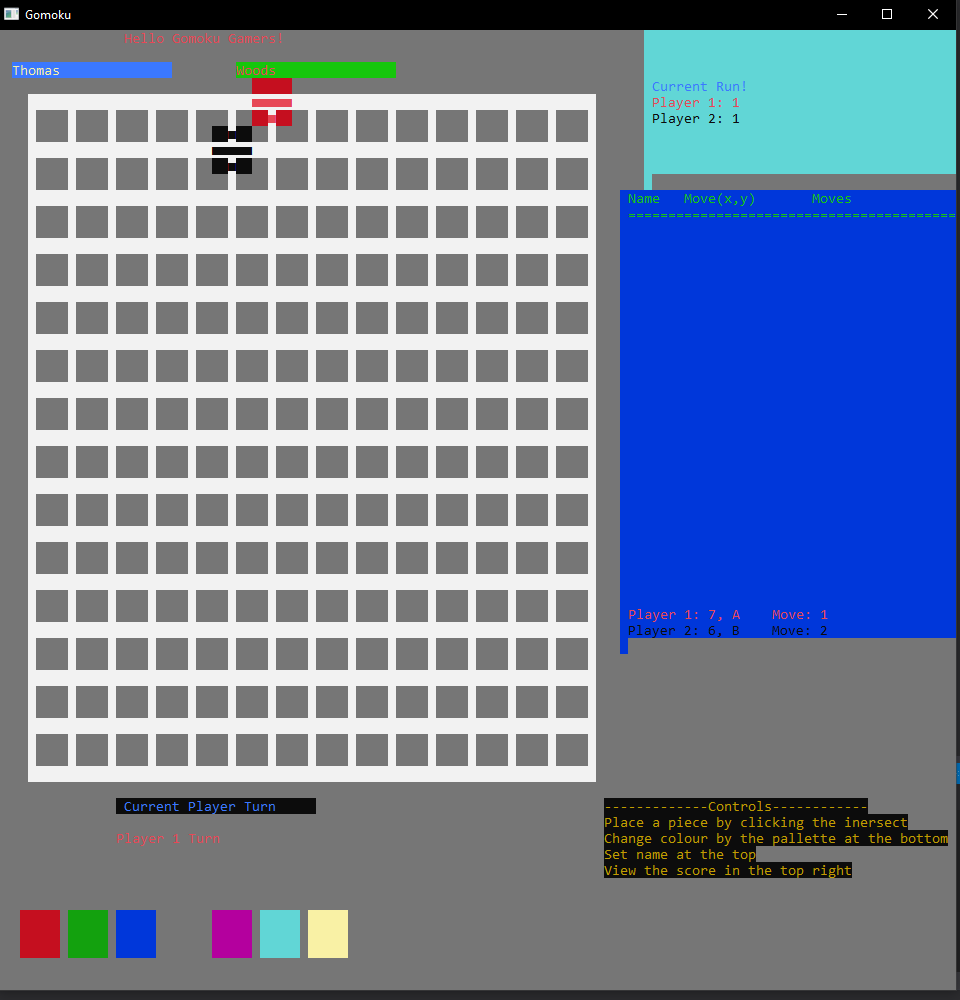 Gomoku
Hello Gomoku Gamers!
Thomas
Woods
Current Run!
Player 1: 1
Player 2: 1
Name Move(x,y) Moves
=========================================
Player 1: 7, A Move: 1
Player 2: 6, B Move: 2
Current Player Turn
Player 1 Turn
-------------Controls------------
Place a piece by clicking the inersect
Change colour by the pallette at the bottom
Set name at the top
View the score in the top right